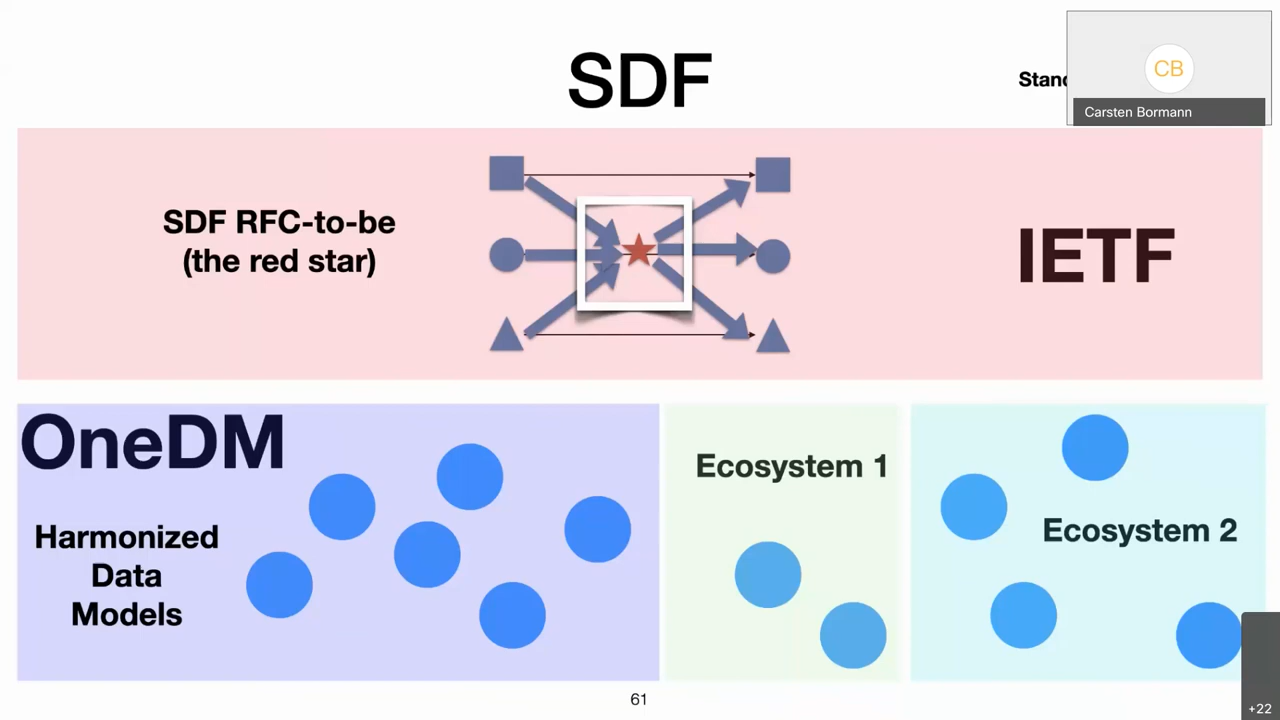 SDF
CB
Carsten Bormann
SDF RFC-to-be
(the red star)
IETF
OneDM
Harmonized
Data
Models
Ecosystem 1
Ecosystem 2
61
+22